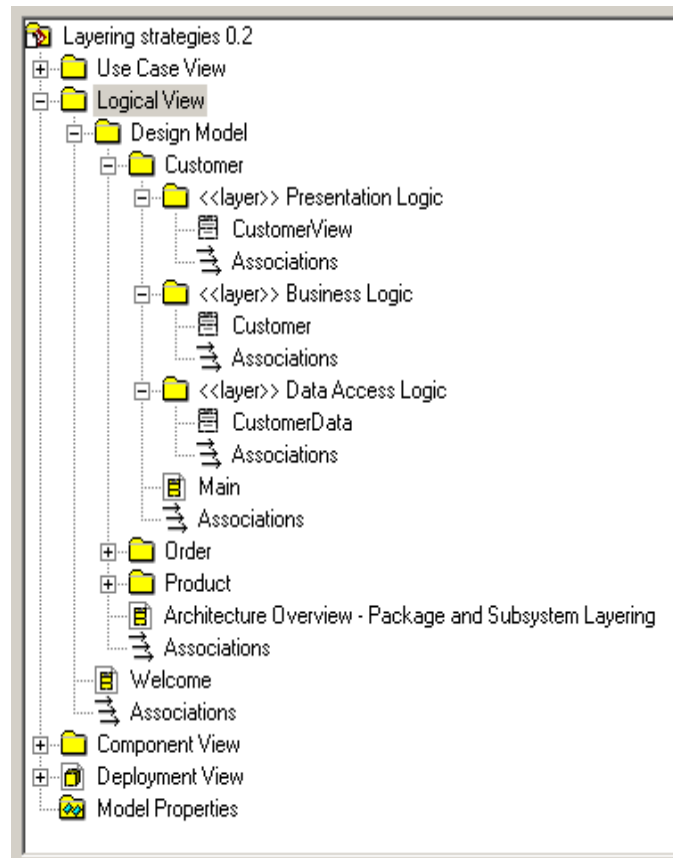 Layering strategies 0.2
Use Case View
Logical View
Design Model
Customer
<<layer>> Presentation Logic
CustomerView
Associations
<<layer>> Business Logic
Customer
Associations
<<layer>> Data Access Logic
CustomerData
Associations
Main
Associations
Order
Product
Architecture Overview - Package and Subsystem Layering
Associations
Welcome
Associations
Component View
Deployment View
Model Properties